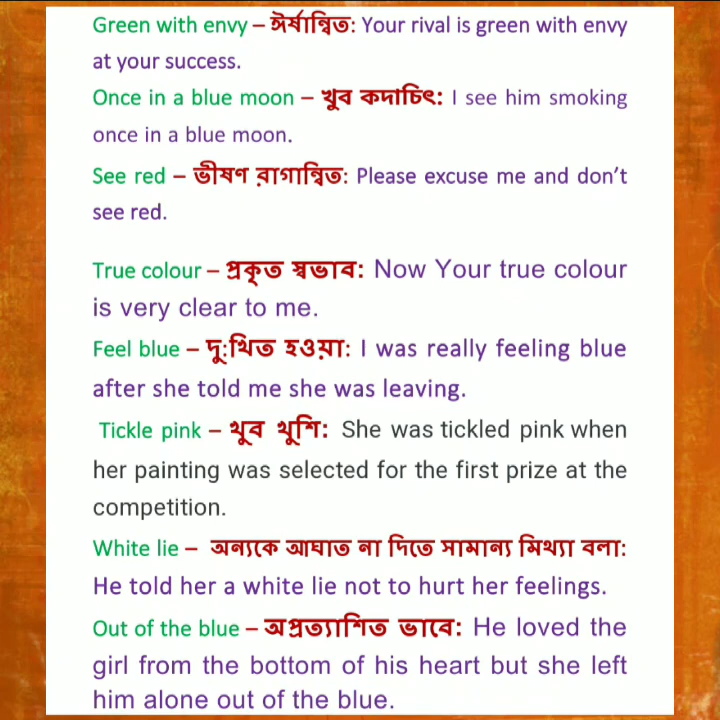 Green with envy – ঈর্ষান্বিত: Your rival is green with envy
at your success.
Once in a blue moon – খুব কদাচিৎ: I see him smoking
once in a blue moon.
See red – ভীষণ রাগান্বিত: Please excuse me and don’t
see red.
True colour – প্রকৃত স্বভাব: Now Your true colour
is very clear to me.
Feel blue – দু:খিত হওয়া: I was really feeling blue
after she told me she was leaving.
Tickle pink – খুব খুশি: She was tickled pink when
her painting was selected for the first prize at the
competition.
White lie – অন্যকে আঘাত না দিতে সামান্য মিথ্যা বলা:
He told her a white lie not to hurt her feelings.
Out of the blue – অপ্রত্যাশিত ভাবে: He loved the
girl from the bottom of his heart but she left
him alone out of the blue.